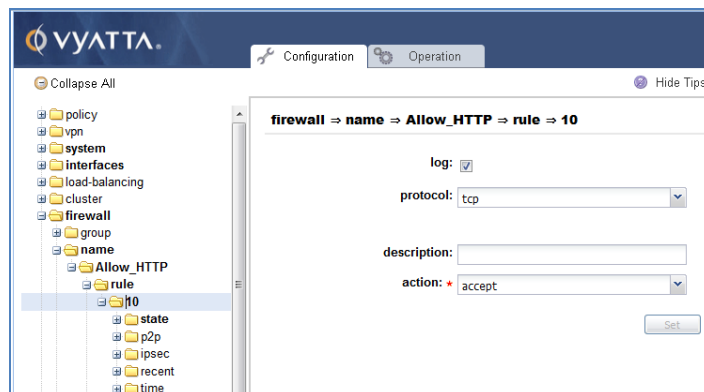 VYATTA.
Configuration
Operation
Collapse All
Hide Tips
policy
vpn
system
interfaces
load-balancing
cluster
firewall
group
name
Allow_HTTP
rule
10
state
p2p
ipsec
recent
time
firewall ⇒ name ⇒ Allow_HTTP ⇒ rule ⇒ 10
log:
protocol: tcp
description:
action: * accept
Set